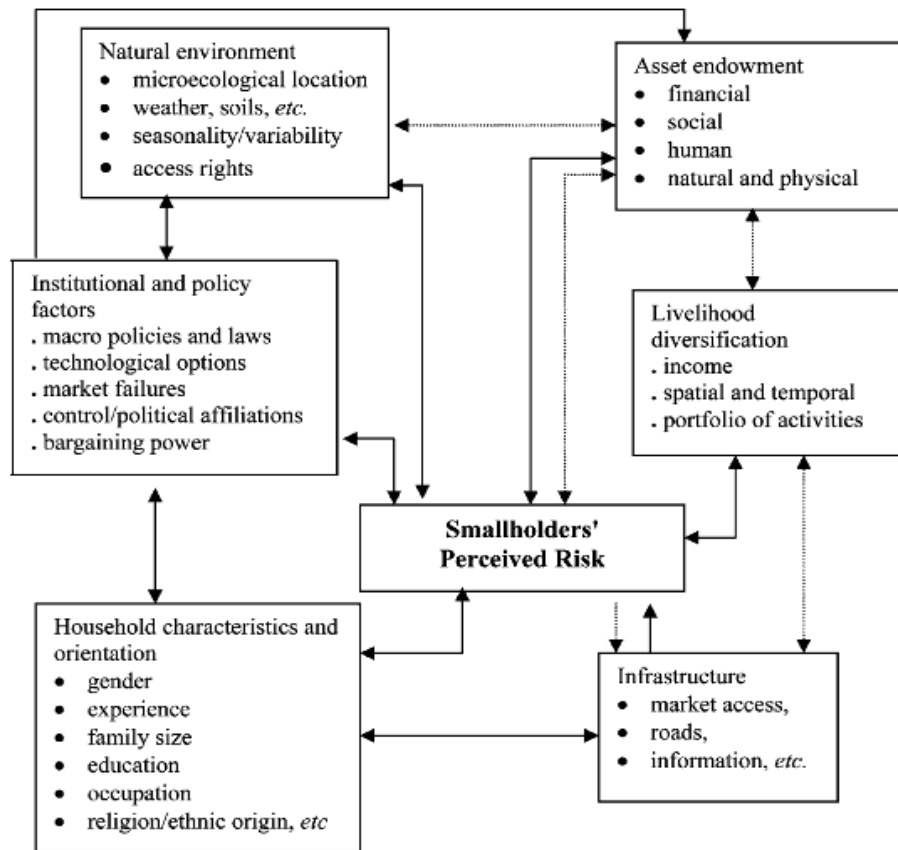 Natural environment
• microecological location
• weather, soils, etc.
• seasonality/variability
• access rights
Asset endowment
• financial
• social
• human
• natural and physical
Institutional and policy
factors
. macro policies and laws
. technological options
. market failures
. control/political affiliations
. bargaining power
Livelihood
diversification
. income
. spatial and temporal
. portfolio of activities
Smallholders'
Perceived Risk
Household characteristics and
orientation
• gender
• experience
• family size
• education
• occupation
• religion/ethnic origin, etc
Infrastructure
• market access,
• roads,
• information, etc.